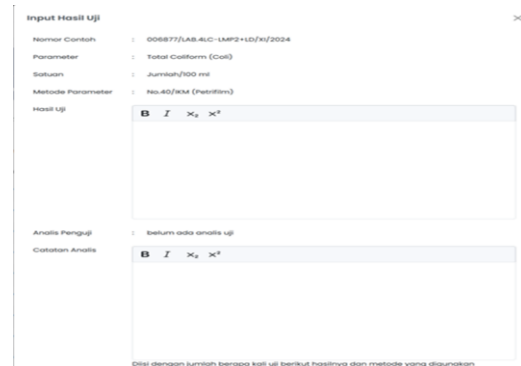 Input Hasil Uji
Nomor Contoh : 006877/LAB.4LC-LMP2+LD/XI/2024
Parameter : Total Coliform (Coli)
Satuan : Jumlah/100 ml
Metode Parameter : No.40/IKM (Petrifilm)
Hasil Uji
B I X₂ X²
Analis Penguji : belum ada analis uji
Catatan Analis
B I X₂ X²
Diisi dengan jumlah berapa kali uji berikut hasilnya dan metode yang digunakan